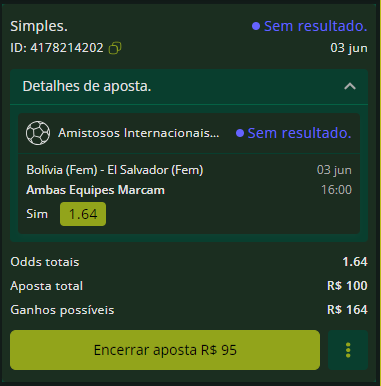 Simples.
Sem resultado.
ID: 4178214202
03 jun
Detalhes de aposta.
Amistosos Internacionais...
Sem resultado.
Bolívia (Fem) - El Salvador (Fem)
03 jun
Ambas Equipes Marcam
16:00
Sim 1.64
Odds totais
1.64
Aposta total
R$ 100
Ganhos possíveis
R$ 164
Encerrar aposta R$ 95